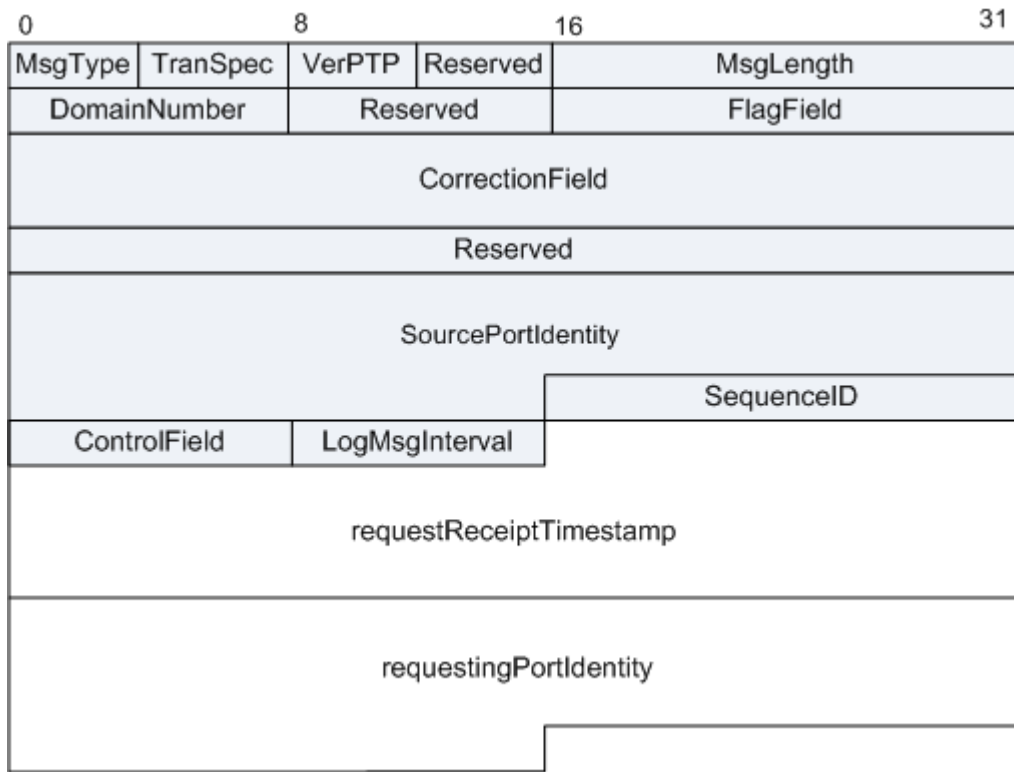 0 8 16 31
MsgType TranSpec VerPTP Reserved MsgLength
DomainNumber Reserved FlagField
CorrectionField
Reserved
SourcePortIdentity
SequenceID
ControlField LogMsgInterval
requestReceiptTimestamp
requestingPortIdentity